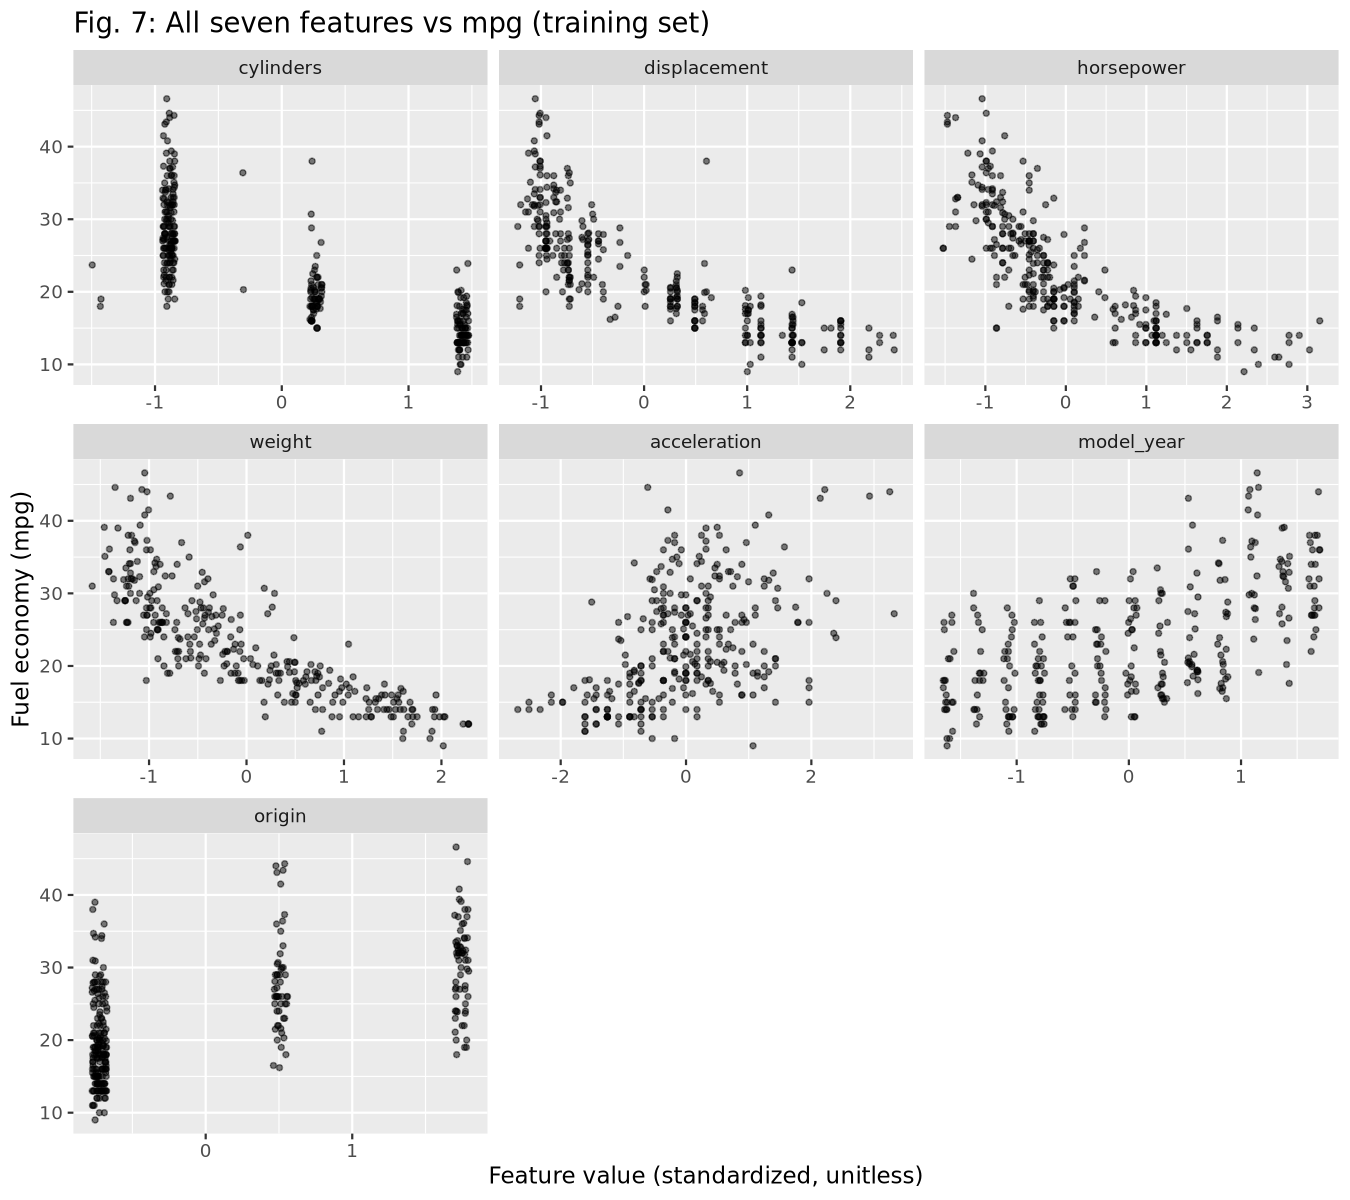 Fig. 7: All seven features vs mpg (training set)
cylinders
displacement
horsepower
40
30
20
10
-1 0 1
-1 0 1 2
-1 0 1 2 3
weight
acceleration
model_year
Fuel economy (mpg)
40
30
20
10
-1 0 1 2
-2 0 2
-1 0 1
origin
40
30
20
10
0 1
Feature value (standardized, unitless)